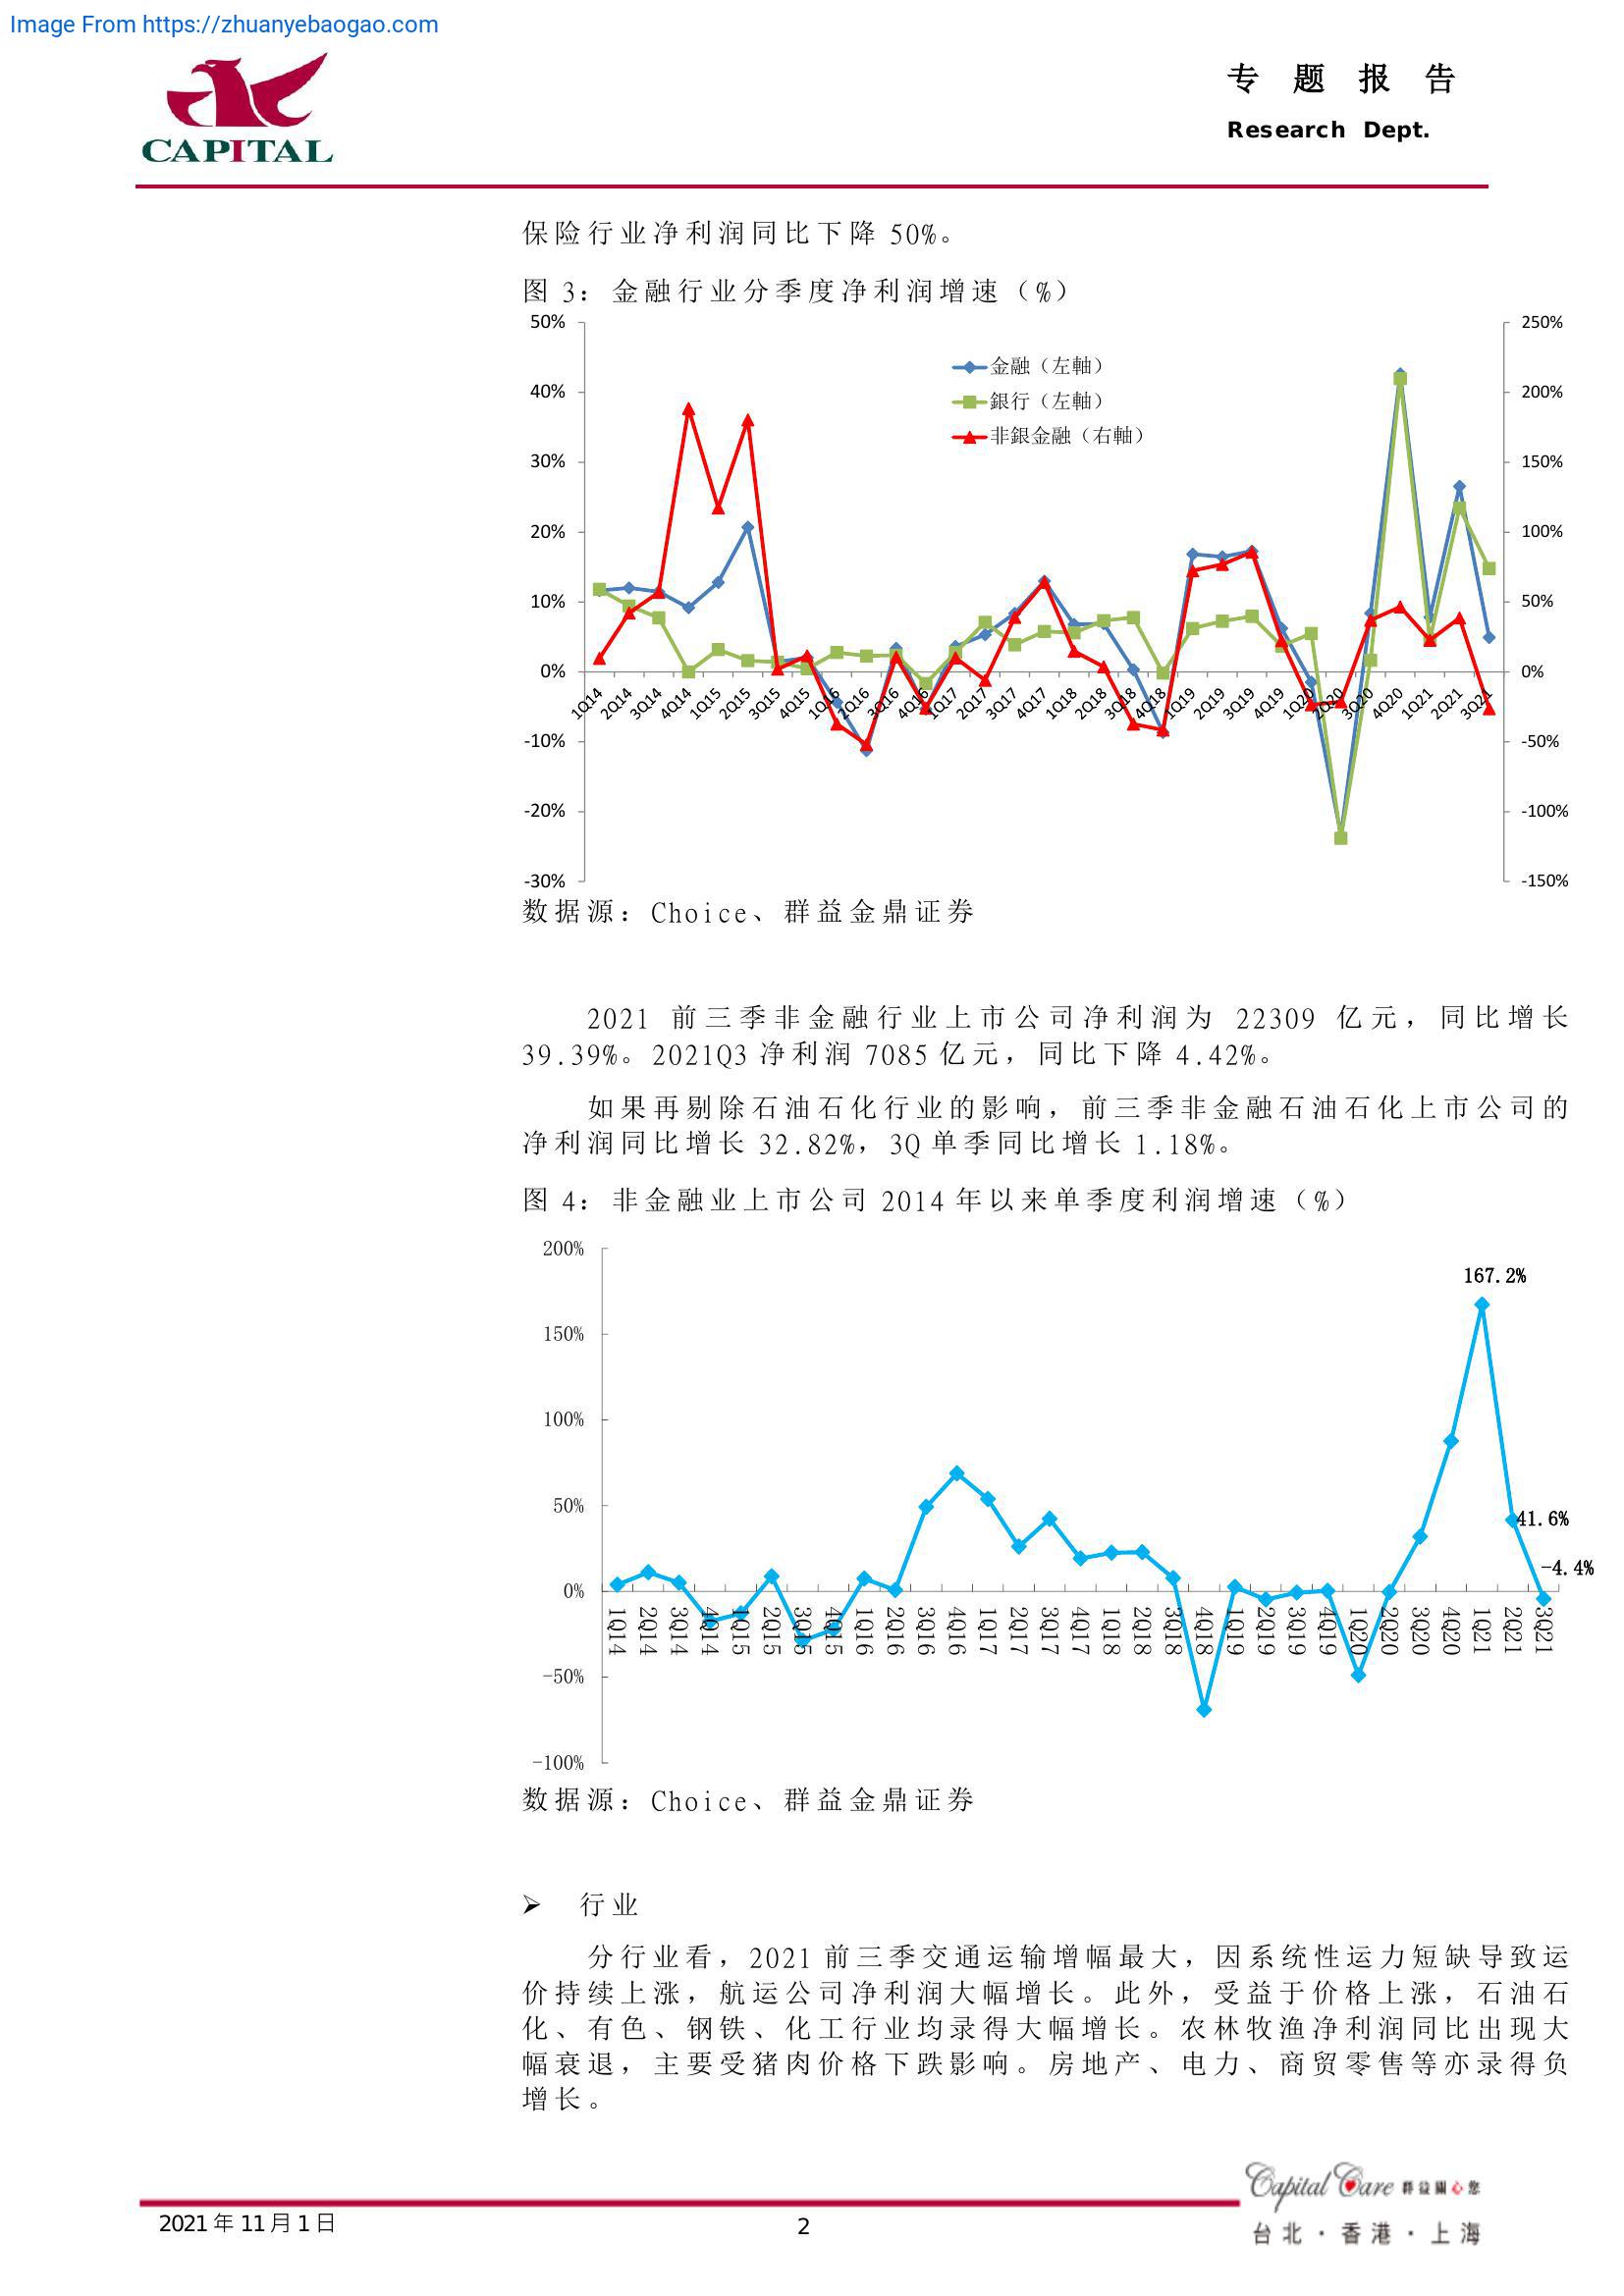 Image From https://zhuanyebaogao.com
CAPITAL
专 题 报 告
Research Dept.
保险行业净利润同比下降 50%。
图 3：金融行业分季度净利润增速（%）
50%
40%
30%
20%
10%
0%
-10%
-20%
-30%
250%
200%
150%
100%
50%
0%
-50%
-100%
-150%
金融（左軸）
銀行（左軸）
非銀金融（右軸）
1Q14 2Q14 3Q14 4Q14 1Q15 2Q15 3Q15 4Q15 1Q16 2Q16 3Q16 4Q16 1Q17 2Q17 3Q17 4Q17 1Q18 2Q18 3Q18 4Q18 1Q19 2Q19 3Q19 4Q19 1Q20 2Q20 3Q20 4Q20 1Q21 2Q21 3Q21
数据源：Choice、群益金鼎证券
2021 前三季非金融行业上市公司净利润为 22309 亿元，同比增长
39.39%。2021Q3 净利润 7085 亿元，同比下降 4.42%。
如果再剔除石油石化行业的影响，前三季非金融石油石化上市公司的
净利润同比增长 32.82%，3Q 单季同比增长 1.18%。
图 4：非金融业上市公司 2014 年以来单季度利润增速（%）
200%
150%
100%
50%
0%
-50%
-100%
167.2%
41.6%
-4.4%
1Q14 2Q14 3Q14 4Q14 1Q15 2Q15 3Q15 4Q15 1Q16 2Q16 3Q16 4Q16 1Q17 2Q17 3Q17 4Q17 1Q18 2Q18 3Q18 4Q18 1Q19 2Q19 3Q19 4Q19 1Q20 2Q20 3Q20 4Q20 1Q21 2Q21 3Q21
数据源：Choice、群益金鼎证券
➢ 行业
分行业看，2021 前三季交通运输增幅最大，因系统性运力短缺导致运
价持续上涨，航运公司净利润大幅增长。此外，受益于价格上涨，石油石
化、有色、钢铁、化工行业均录得大幅增长。农林牧渔净利润同比出现大
幅衰退，主要受猪肉价格下跌影响。房地产、电力、商贸零售等亦录得负
增长。
Capital Care 群益關心您
2021 年 11 月 1 日
2
台北・香港・上海